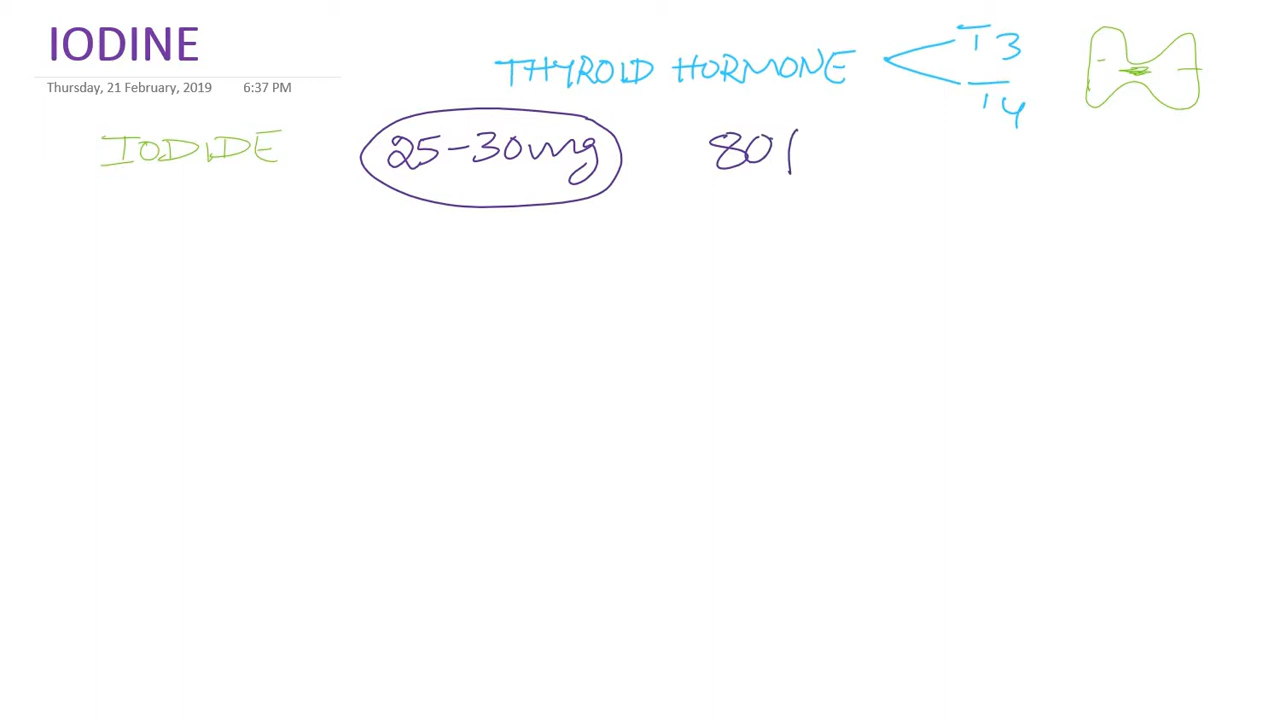 IODINE
Thursday, 21 February, 2019 6:37 PM
THYROID HORMONE
T3
T4
IODIDE
25-30mg
80